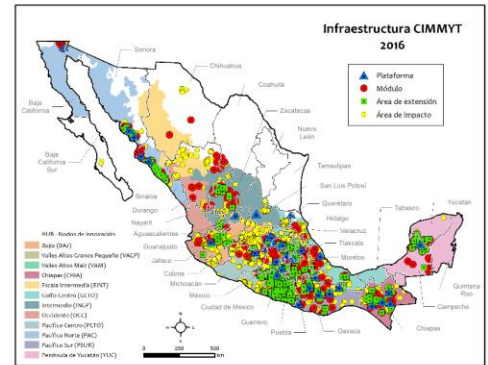 Infraestructura CIMMYT
2016
Plataforma
Módulo
Área de extensión
Área de impacto
Sonora
Chihuahua
Coahuila
Zacatecas
Nuevo
León
Tamaulipas
San Luis Potosí
Querétaro
Hidalgo
Veracruz
Tlaxcala
Morelos
Tabasco
Yucatán
Quintana
Roo
Campeche
Chiapas
Oaxaca
Puebla
Guerrero
Ciudad de México
México
Michoacán
Colima
Jalisco
Guanajuato
Aguascalientes
Nayarit
Durango
Sinaloa
Baja
California
Baja
California
Sur
HUB - Nodos de Innovación
Bajío (BAJ)
Valles Altos Granos Pequeños (VAGP)
Valles Altos Maíz (VAM)
Chiapas (CHIA)
Escala Intermedia (EINT)
Golfo Centro (GLFO)
Intermedio (INGP)
Occidente (OCC)
Pacífico Centro (PCTO)
Pacífico Norte (PAC)
Pacífico Sur (PSUR)
Península de Yucatán (YUC)
0 250 500
km